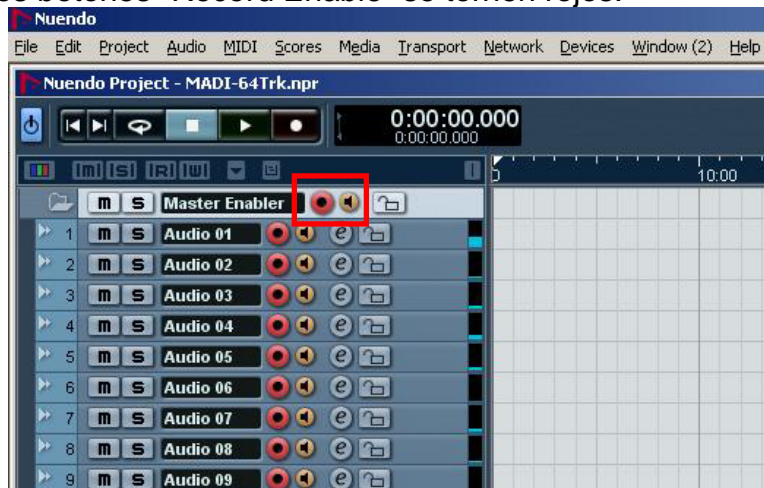 Nuendo
File Edit Project Audio MIDI Scores Media Transport Network Devices Window (2) Help
Nuendo Project - MADI-64Trk.npr
0:00:00.000
0:00:00.000
m S R W
10:00
m S Master Enabler
1 m S Audio 01 e
2 m S Audio 02 e
3 m S Audio 03 e
4 m S Audio 04 e
5 m S Audio 05 e
6 m S Audio 06 e
7 m S Audio 07 e
8 m S Audio 08 e
9 m S Audio 09 e